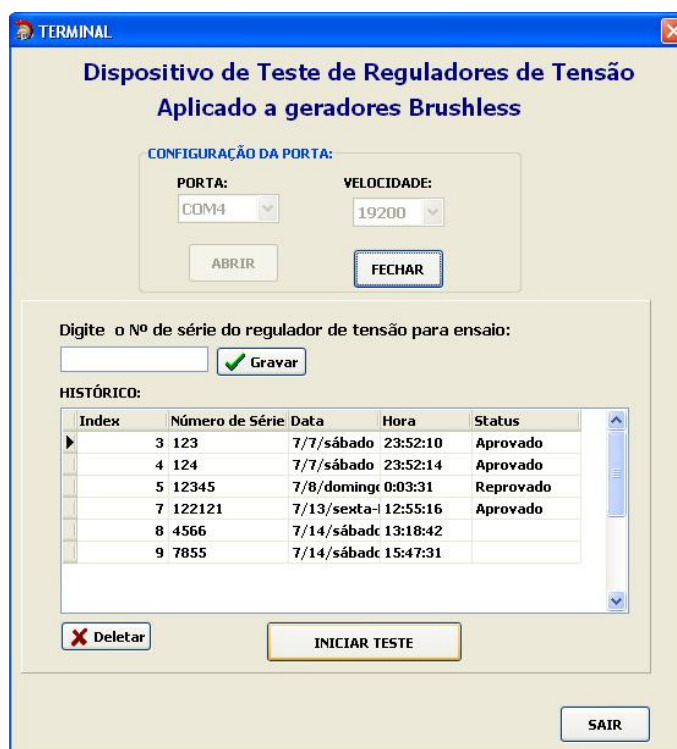 TERMINAL
Dispositivo de Teste de Reguladores de Tensão
Aplicado a geradores Brushless
CONFIGURAÇÃO DA PORTA:
PORTA: VELOCIDADE:
COM4 19200
ABRIR FECHAR
Digite o Nº de série do regulador de tensão para ensaio:
Gravar
HISTÓRICO:
Index Número de Série Data Hora Status
3 123 7/7/sábado 23:52:10 Aprovado
4 124 7/7/sábado 23:52:14 Aprovado
5 12345 7/8/domingo 0:03:31 Reprovado
7 122121 7/13/sexta- 12:55:16 Aprovado
8 4566 7/14/sábado 13:18:42
9 7855 7/14/sábado 15:47:31
Deletar INICIAR TESTE
SAIR